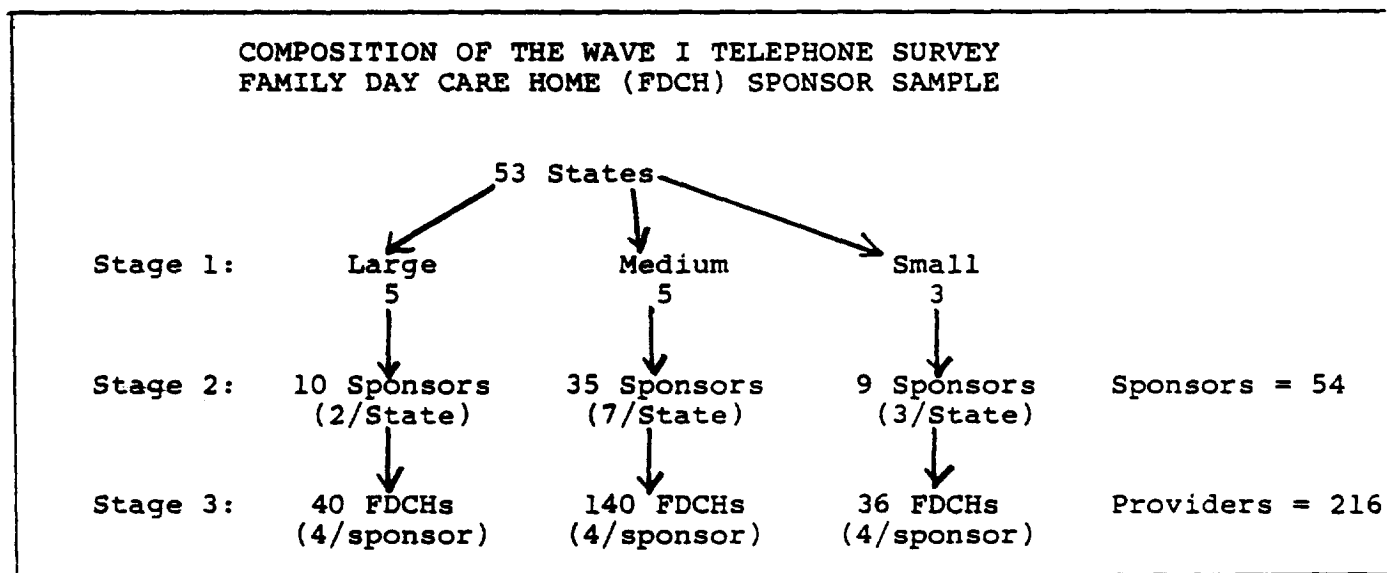 COMPOSITION OF THE WAVE I TELEPHONE SURVEY
FAMILY DAY CARE HOME (FDCH) SPONSOR SAMPLE
53 States
Stage 1: Large Medium Small
5 5 3
Stage 2: 10 Sponsors 35 Sponsors 9 Sponsors Sponsors = 54
(2/State) (7/State) (3/State)
Stage 3: 40 FDCHs 140 FDCHs 36 FDCHs Providers = 216
(4/sponsor) (4/sponsor) (4/sponsor)